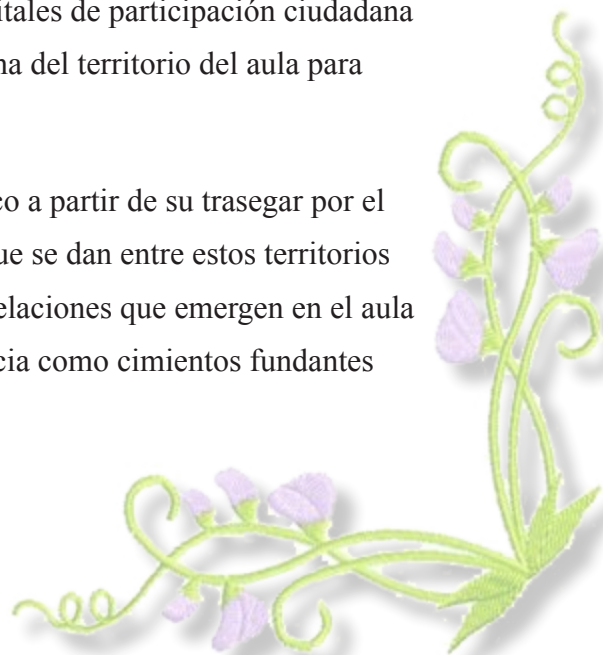 itales de participación ciudadana
na del territorio del aula para
co a partir de su trasegar por el
ue se dan entre estos territorios
elaciones que emergen en el aula
cia como cimientos fundantes